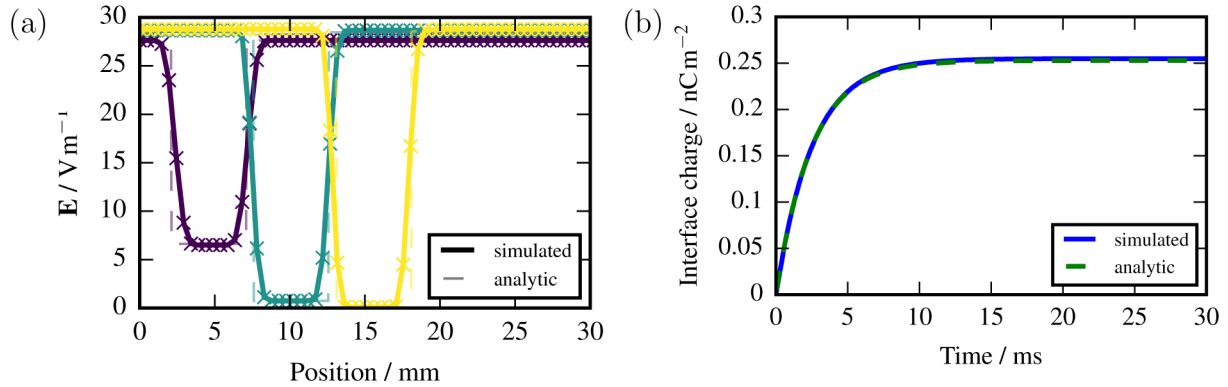 (a)
30
25
20
15
10
5
0
E / V m⁻¹
simulated
analytic
0 5 10 15 20 25 30
Position / mm
(b)
0.3
0.25
0.2
0.15
0.1
0.05
0
Interface charge / nC m⁻²
simulated
analytic
0 5 10 15 20 25 30
Time / ms